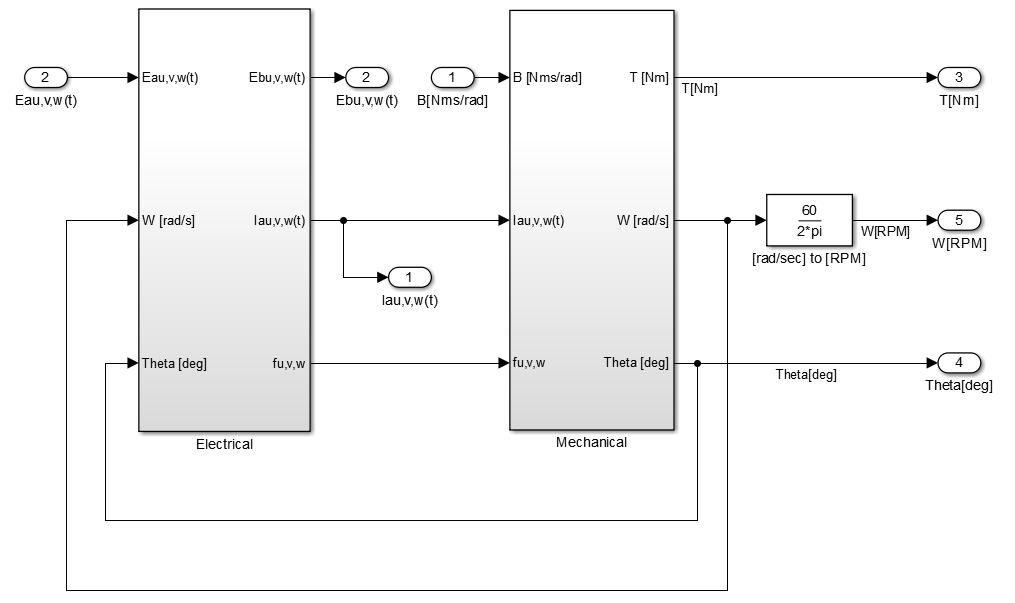 2
Eau,v,w(t)
Eau,v,w(t)
Ebu,v,w(t)
2
Ebu,v,w(t)
1
B[Nms/rad]
B [Nms/rad]
T [Nm]
T[Nm]
3
T[Nm]
W [rad/s]
Iau,v,w(t)
1
Iau,v,w(t)
Iau,v,w(t)
W [rad/s]
60
2*pi
[rad/sec] to [RPM]
W[RPM]
5
W[RPM]
Theta [deg]
fu,v,w
fu,v,w
Theta [deg]
Theta[deg]
4
Theta[deg]
Electrical
Mechanical